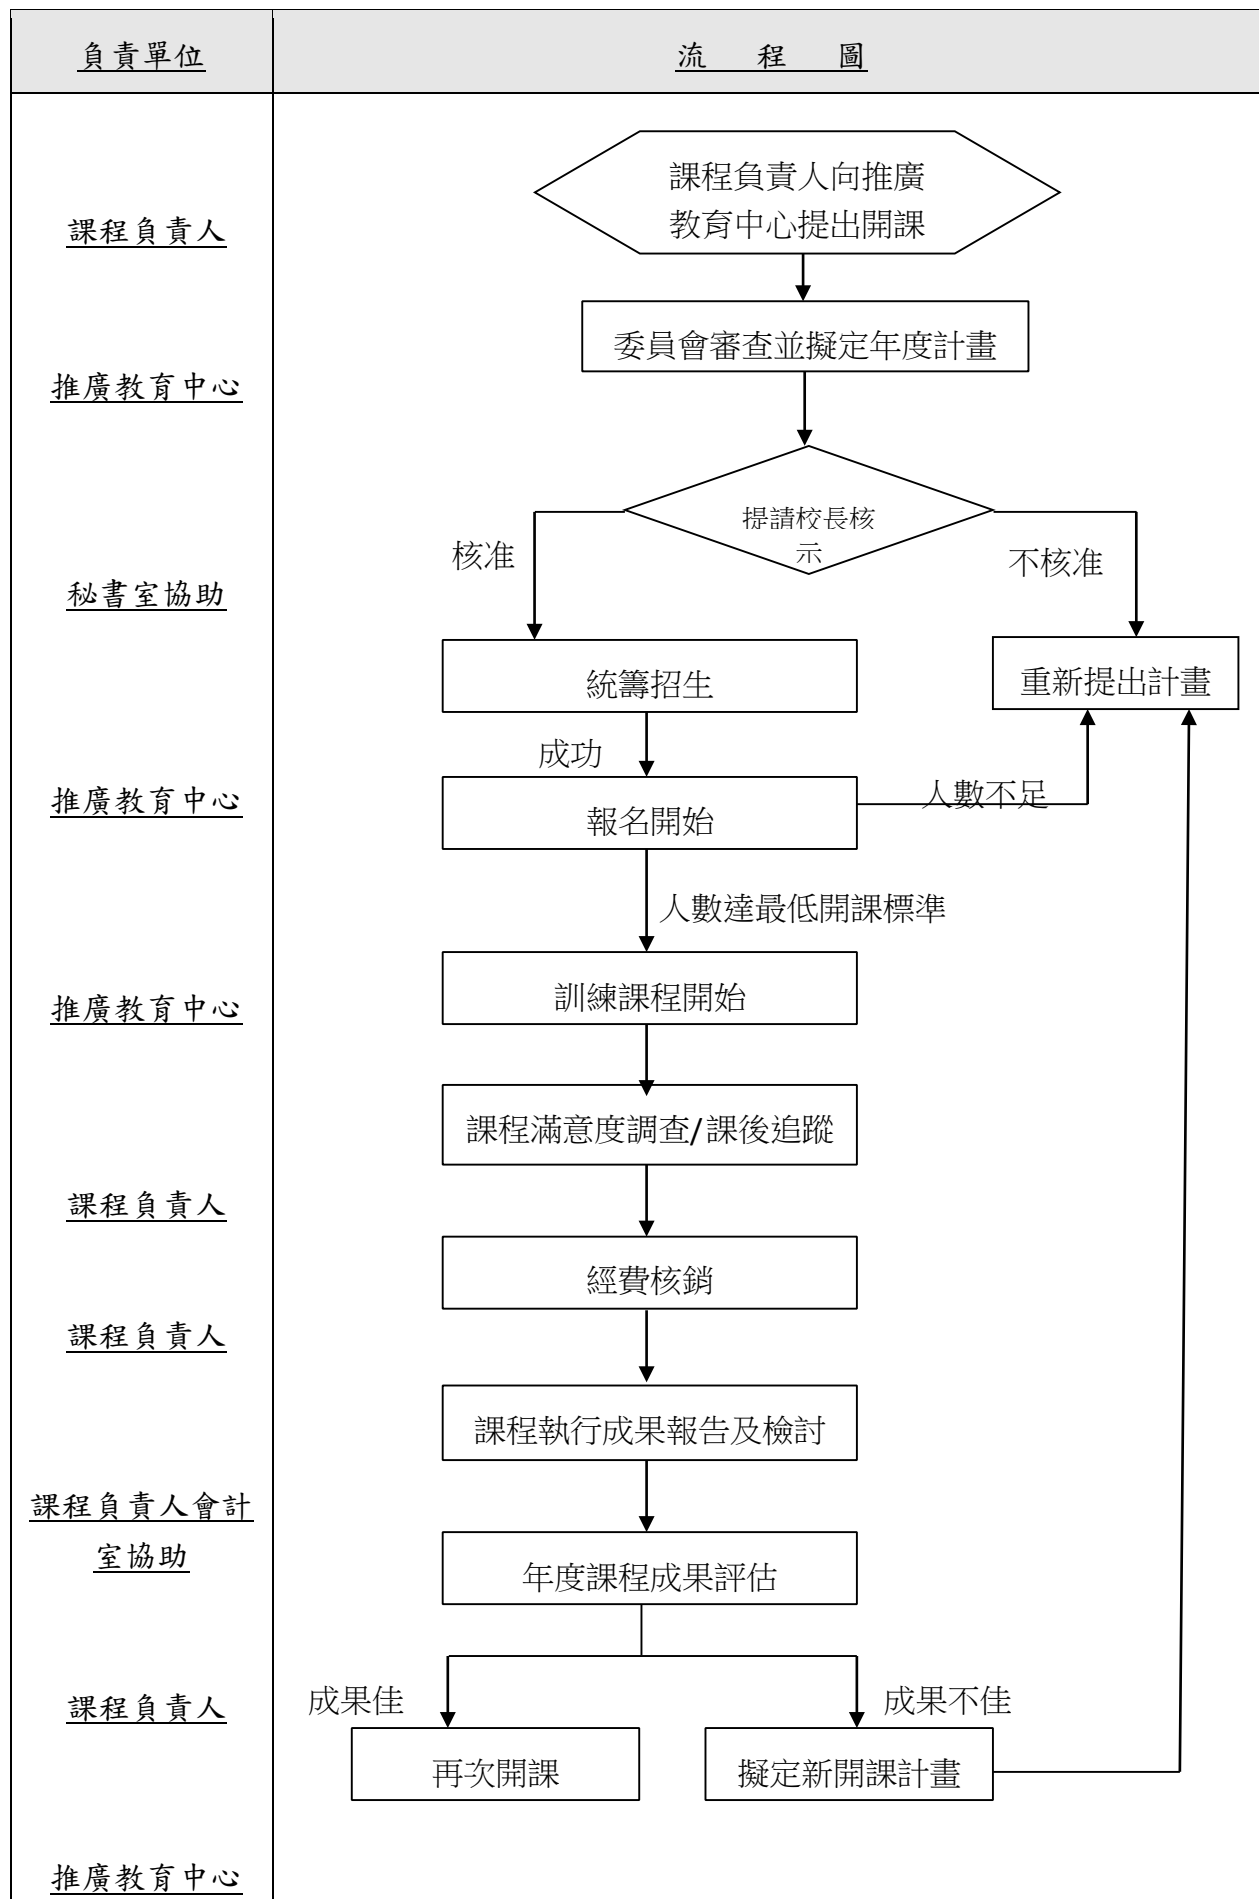 負責單位
流 程 圖
課程負責人向推廣
教育中心提出開課
課程負責人
委員會審查並擬定年度計畫
推廣教育中心
提請校長核
示
核准
不核准
秘書室協助
統籌招生
重新提出計畫
成功
推廣教育中心
報名開始
人數不足
人數達最低開課標準
訓練課程開始
推廣教育中心
課程滿意度調查/課後追蹤
課程負責人
經費核銷
課程負責人
課程執行成果報告及檢討
課程負責人會計
室協助
年度課程成果評估
成果佳
成果不佳
課程負責人
再次開課
擬定新開課計畫
推廣教育中心